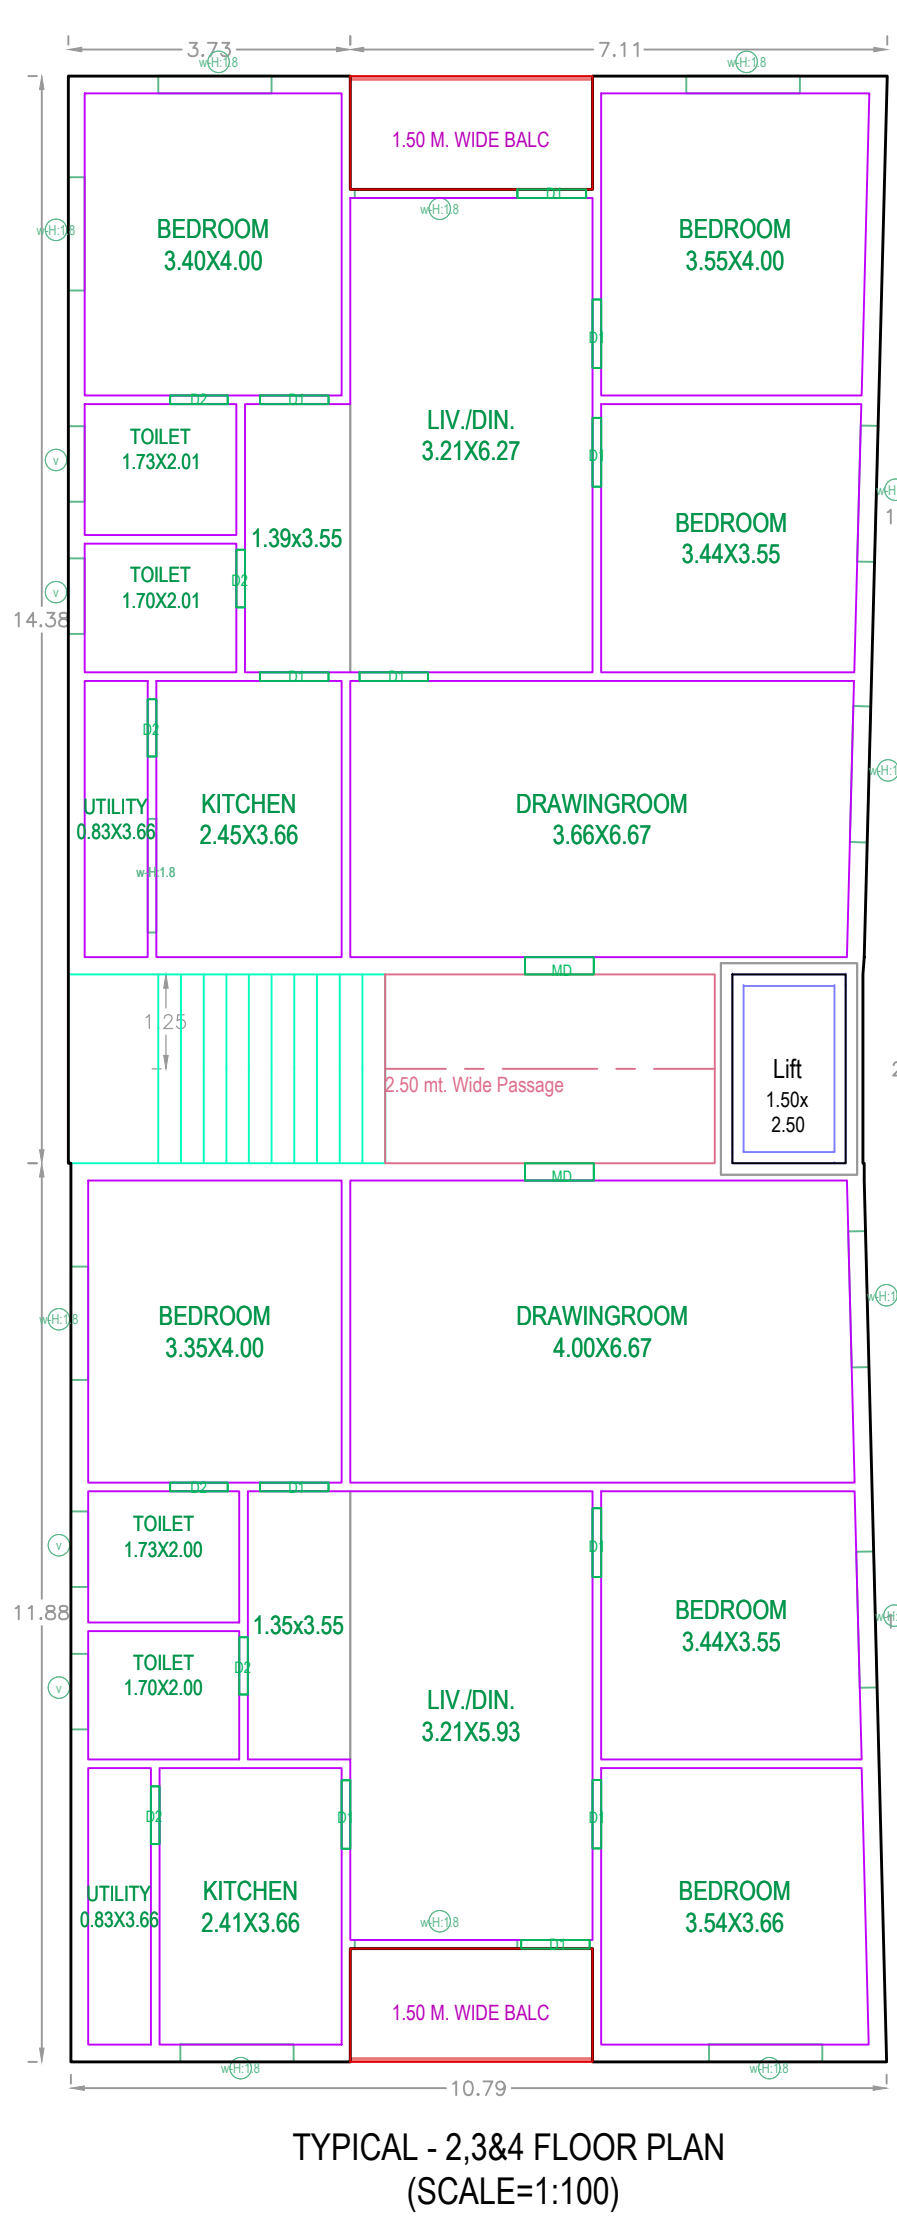 3.73
7.11
w-H:1.8
w-H:1.8
1.50 M. WIDE BALC
D1
w-H:1.8
w-H:1.8
BEDROOM
3.40X4.00
BEDROOM
3.55X4.00
D1
D2
D1
LIV./DIN.
3.21X6.27
TOILET
1.73X2.01
V
D1
w-H
1
BEDROOM
3.44X3.55
1.39x3.55
TOILET
1.70X2.01
V
D2
14.38
D1
D1
D2
w-H:1
UTILITY
0.83X3.66
KITCHEN
2.45X3.66
DRAWINGROOM
3.66X6.67
w-H:1.8
MD
1.25
2.50 mt. Wide Passage
Lift
1.50x
2.50
2
MD
w-H:1.8
BEDROOM
3.35X4.00
DRAWINGROOM
4.00X6.67
w-H:1
D2
D1
TOILET
1.73X2.00
V
D1
11.88
1.35x3.55
BEDROOM
3.44X3.55
w-H:
TOILET
1.70X2.00
V
D2
LIV./DIN.
3.21X5.93
D2
D1
D1
UTILITY
0.83X3.66
KITCHEN
2.41X3.66
BEDROOM
3.54X3.66
w-H:1.8
D1
1.50 M. WIDE BALC
w-H:1.8
w-H:1.8
10.79
TYPICAL - 2,3&4 FLOOR PLAN
(SCALE=1:100)